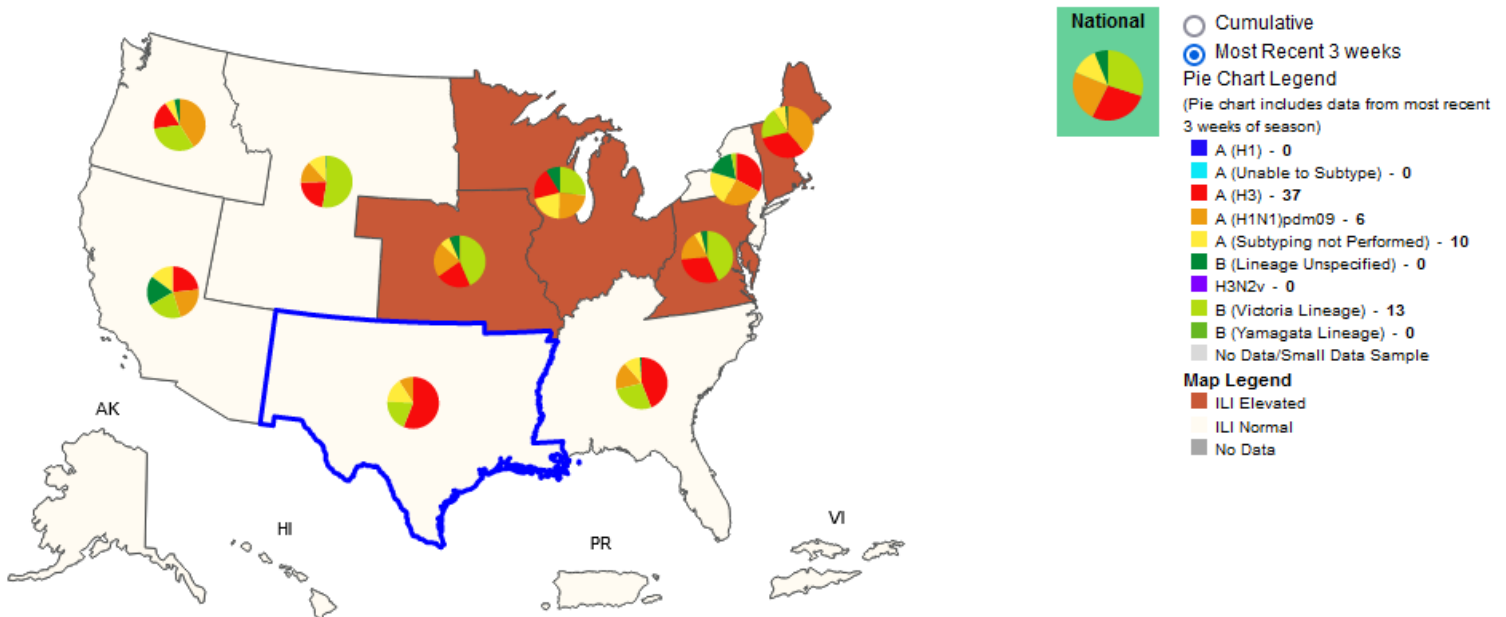 National
Cumulative
Most Recent 3 weeks
Pie Chart Legend
(Pie chart includes data from most recent
3 weeks of season)
A (H1) - 0
A (Unable to Subtype) - 0
A (H3) - 37
A (H1N1)pdm09 - 6
A (Subtyping not Performed) - 10
B (Lineage Unspecified) - 0
H3N2v - 0
B (Victoria Lineage) - 13
B (Yamagata Lineage) - 0
No Data/Small Data Sample
Map Legend
ILI Elevated
ILI Normal
No Data
AK
HI
PR
VI